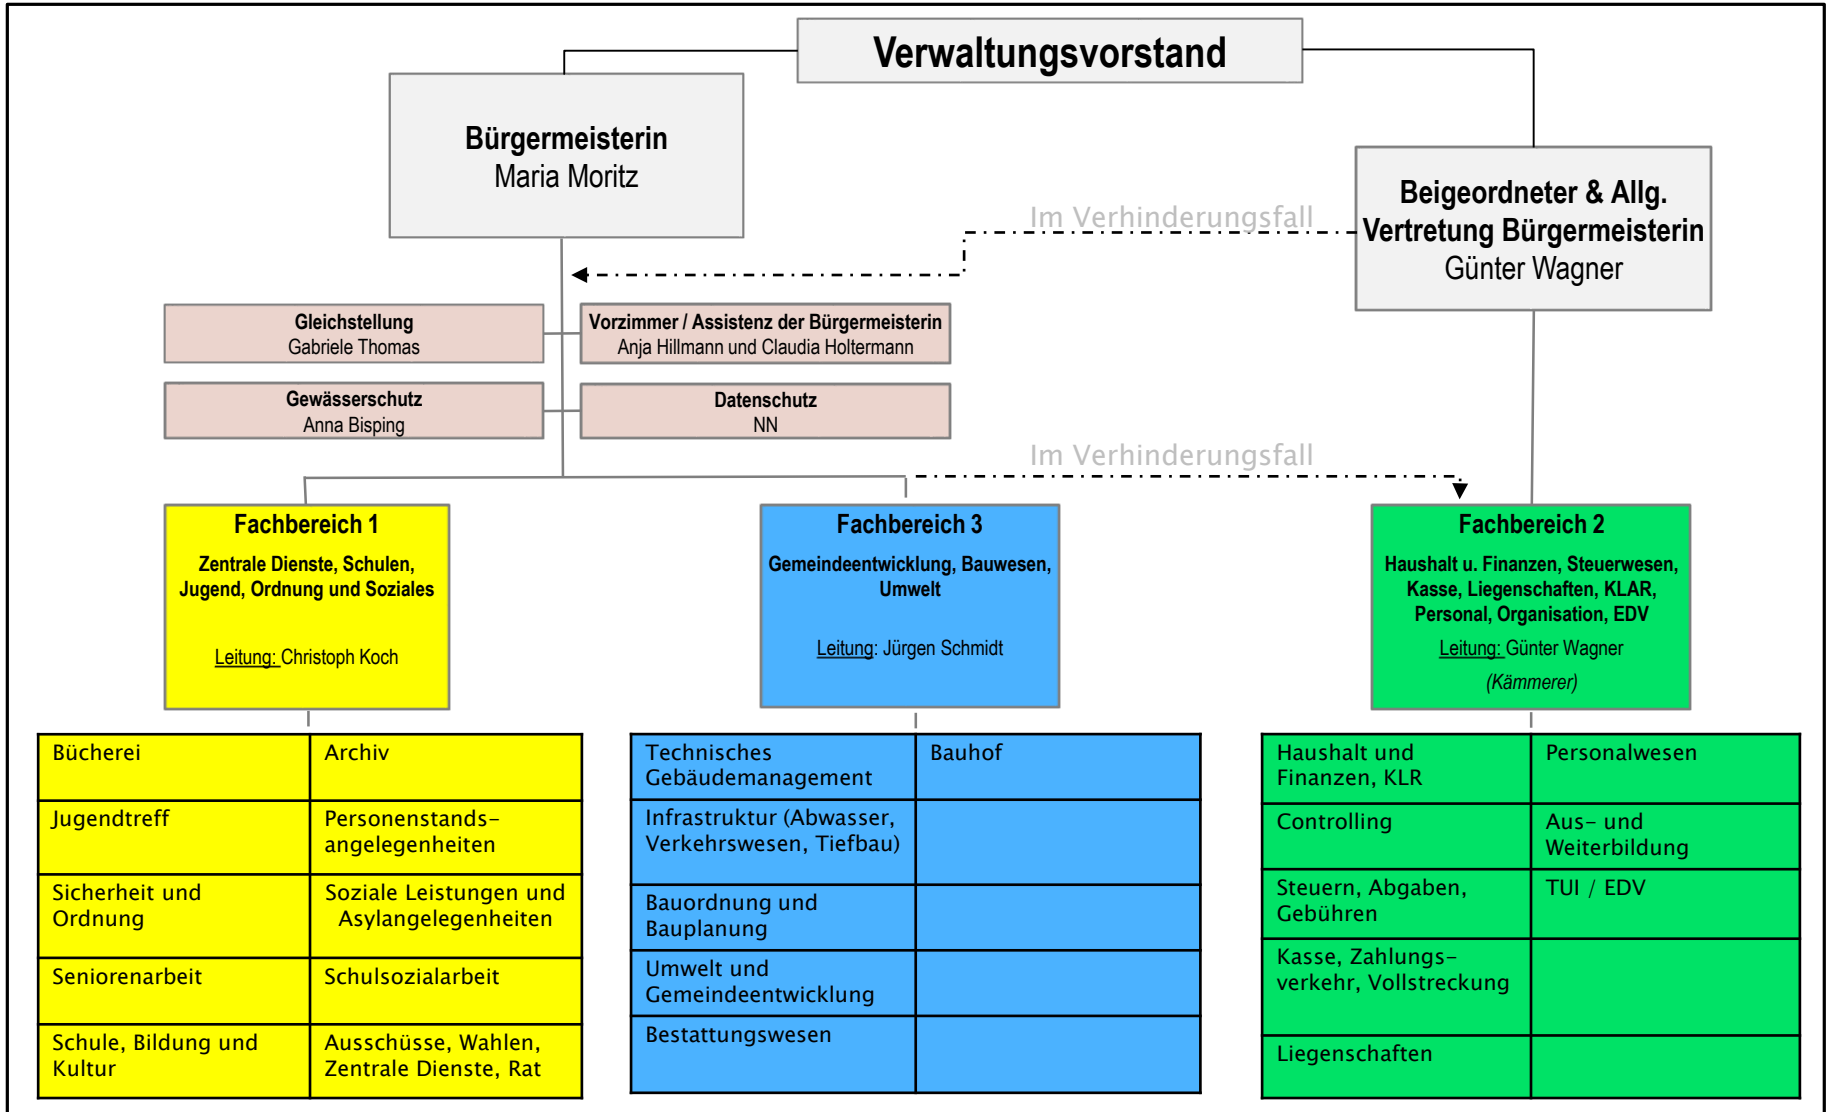 Verwaltungsvorstand
Bürgermeisterin
Maria Moritz
Beigeordneter & Allg.
Vertretung Bürgermeisterin
Günter Wagner
Im Verhinderungsfall
Gleichstellung
Gabriele Thomas
Vorzimmer / Assistenz der Bürgermeisterin
Anja Hillmann und Claudia Holtermann
Gewässerschutz
Anna Bisping
Datenschutz
NN
Im Verhinderungsfall
Fachbereich 1
Zentrale Dienste, Schulen,
Jugend, Ordnung und Soziales
Leitung: Christoph Koch
Fachbereich 3
Gemeindeentwicklung, Bauwesen,
Umwelt
Leitung: Jürgen Schmidt
Fachbereich 2
Haushalt u. Finanzen, Steuerwesen,
Kasse, Liegenschaften, KLAR,
Personal, Organisation, EDV
Leitung: Günter Wagner
(Kämmerer)
Bücherei
Archiv
Jugendtreff
Personenstands-
angelegenheiten
Sicherheit und
Ordnung
Soziale Leistungen und
Asylangelegenheiten
Seniorenarbeit
Schulsozialarbeit
Schule, Bildung und
Kultur
Ausschüsse, Wahlen,
Zentrale Dienste, Rat
Technisches
Gebäudemanagement
Bauhof
Infrastruktur (Abwasser,
Verkehrswesen, Tiefbau)
Bauordnung und
Bauplanung
Umwelt und
Gemeindeentwicklung
Bestattungswesen
Haushalt und
Finanzen, KLR
Personalwesen
Controlling
Aus- und
Weiterbildung
Steuern, Abgaben,
Gebühren
TUI / EDV
Kasse, Zahlungs-
verkehr, Vollstreckung
Liegenschaften